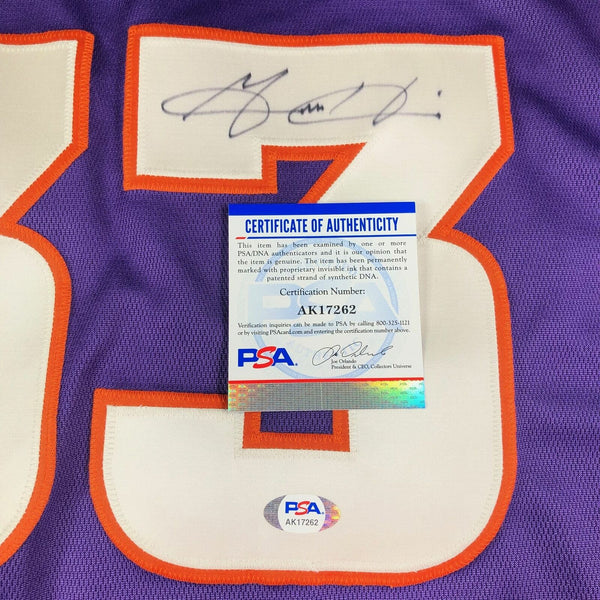 33
CERTIFICATE OF AUTHENTICITY
This item has been examined by one or more
PSA/DNA authenticators and it is our opinion that
the item is genuine. The item has been permanently
marked with proprietary invisible ink that contains a
patented strand of synthetic DNA.
Certification Number:
AK17262
Verification inquiries can be made to PSA by calling 800-325-1121
or by visiting PSAcard.com and entering the certification number above.
PSA
Joe Orlando
President & CEO, Collectors Universe
PSA
AK17262